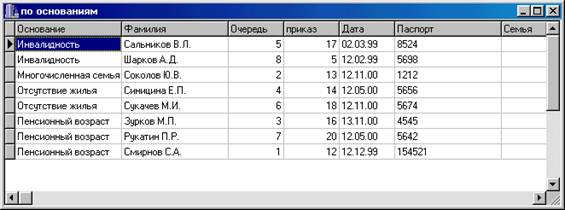 по основаниям
Основание Фамилия Очередь приказ Дата Паспорт Семья
Инвалидность Сальников В.Л. 5 17 02.03.99 8524
Инвалидность Шарков А.Д. 8 5 12.02.99 5698
Многочисленная семья Соколов Ю.В. 2 13 12.11.00 1212
Отсутствие жилья Синицина Е.П. 4 14 12.05.00 5656
Отсутствие жилья Сукачев М.И. 6 18 12.11.00 5674
Пенсионный возраст Зурков М.П. 3 16 13.11.00 4545
Пенсионный возраст Рукатин П.Р. 7 20 12.05.00 5642
Пенсионный возраст Смирнов С.А. 1 12 12.12.99 154521